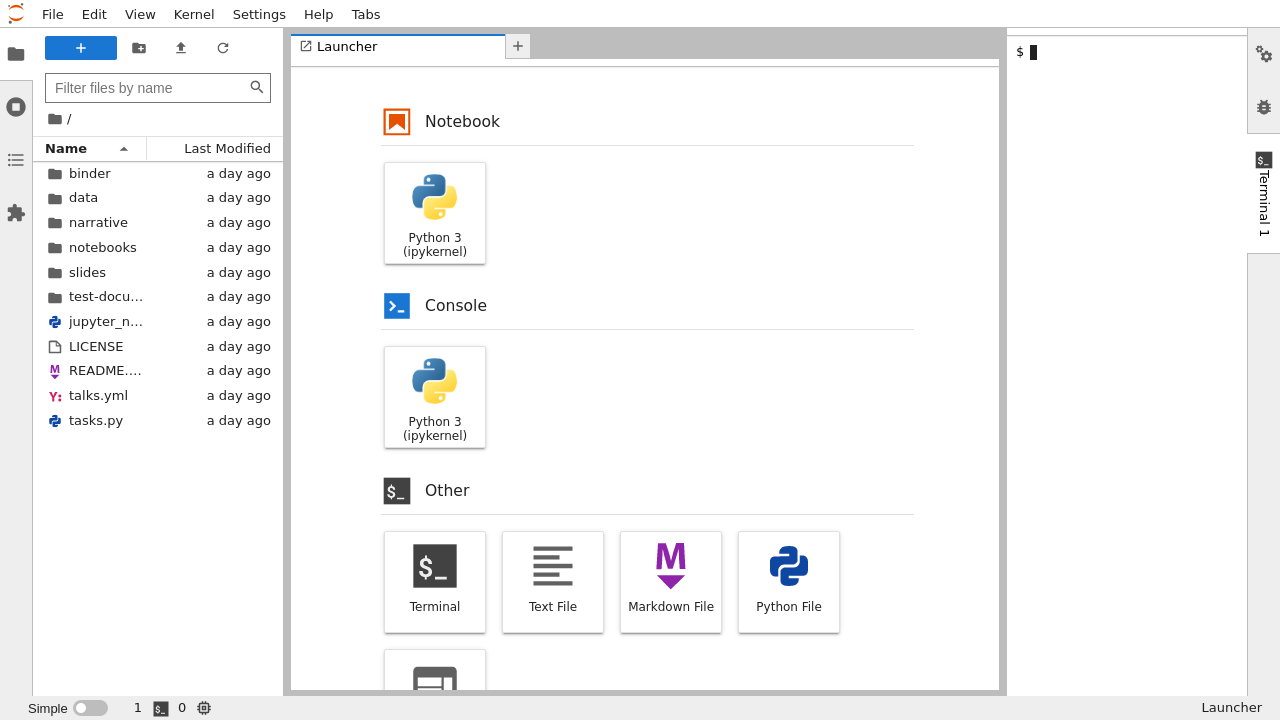 File Edit View Kernel Settings Help Tabs
Launcher
$
/
Name Last Modified
binder a day ago
data a day ago
narrative a day ago
notebooks a day ago
slides a day ago
test-docu… a day ago
jupyter_n… a day ago
LICENSE a day ago
README.… a day ago
talks.yml a day ago
tasks.py a day ago
Filter files by name
Notebook
Python 3
(ipykernel)
Console
Python 3
(ipykernel)
$_ Other
$_
Terminal
Text File
M
Markdown File
Python File
$_ Terminal 1
Simple 1 $_ 0 Launcher